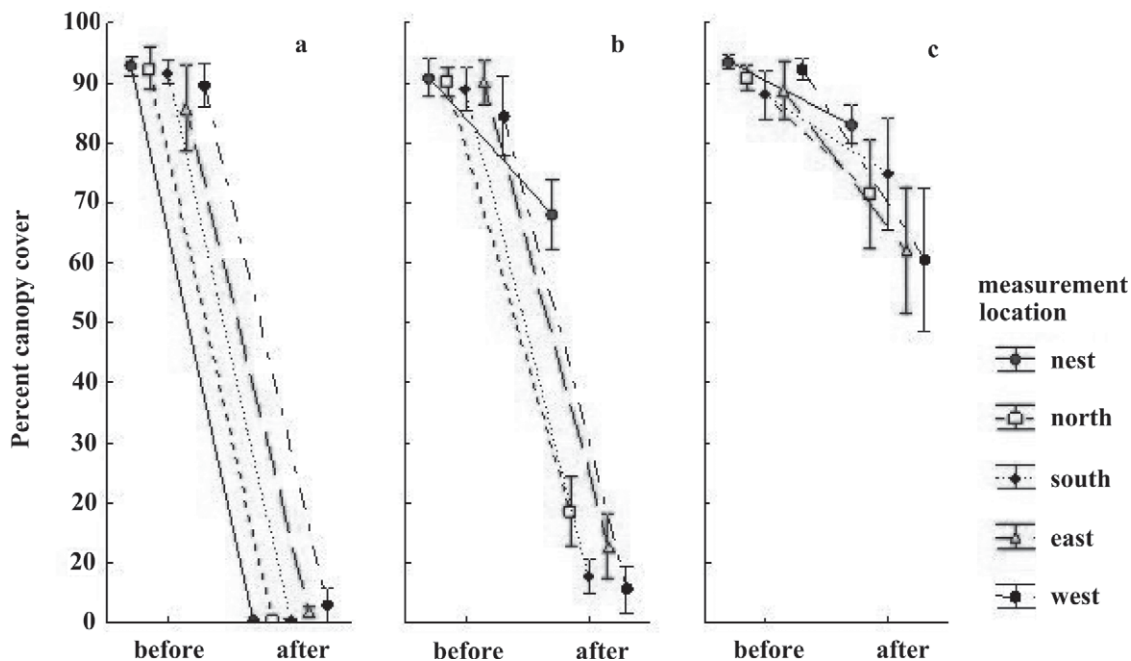 Percent canopy cover
100
90
80
70
60
50
40
30
20
20
0
a
b
c
before
after
before
after
before
after
measurement
location
nest
north
south
east
west